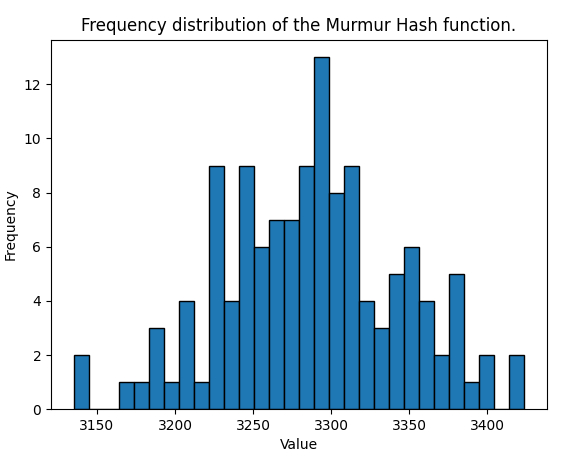 Frequency distribution of the Murmur Hash function.
12
10
8
6
4
2
0
Frequency
3150 3200 3250 3300 3350 3400
Value